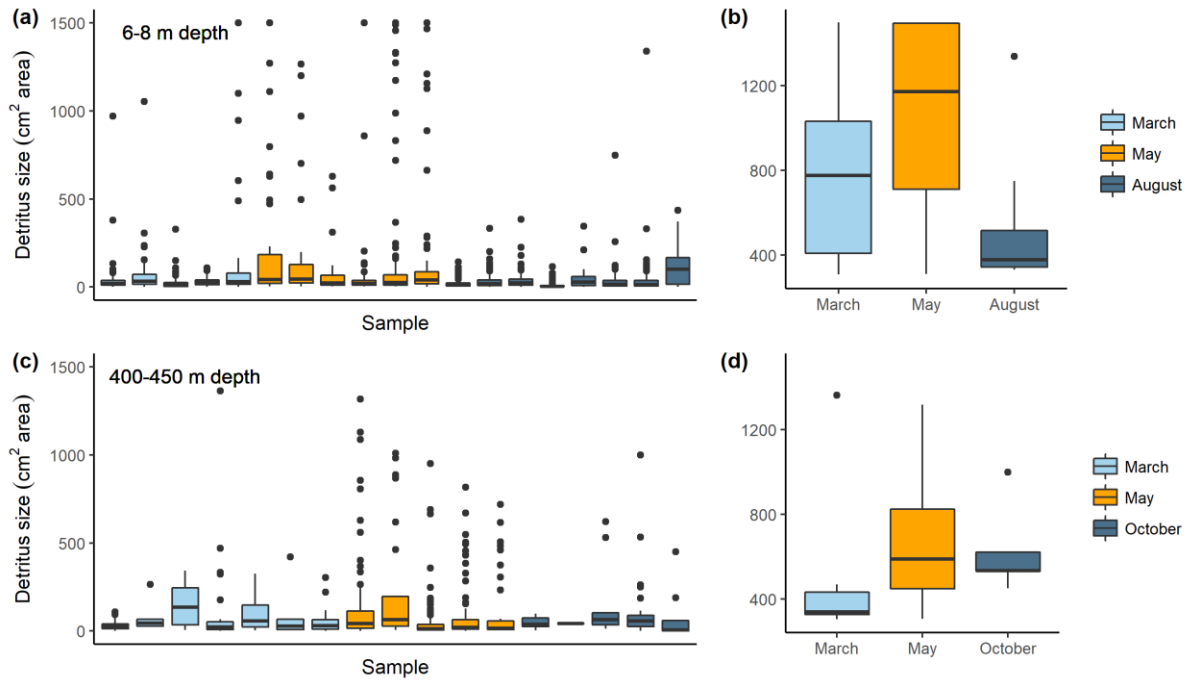 (a)
6-8 m depth
Detritus size (cm² area)
1500
1000
500
0
Sample
(b)
1200
800
400
March
May
August
March
May
August
(c)
400-450 m depth
Detritus size (cm² area)
1500
1000
500
0
Sample
(d)
1200
800
400
March
May
October
March
May
October